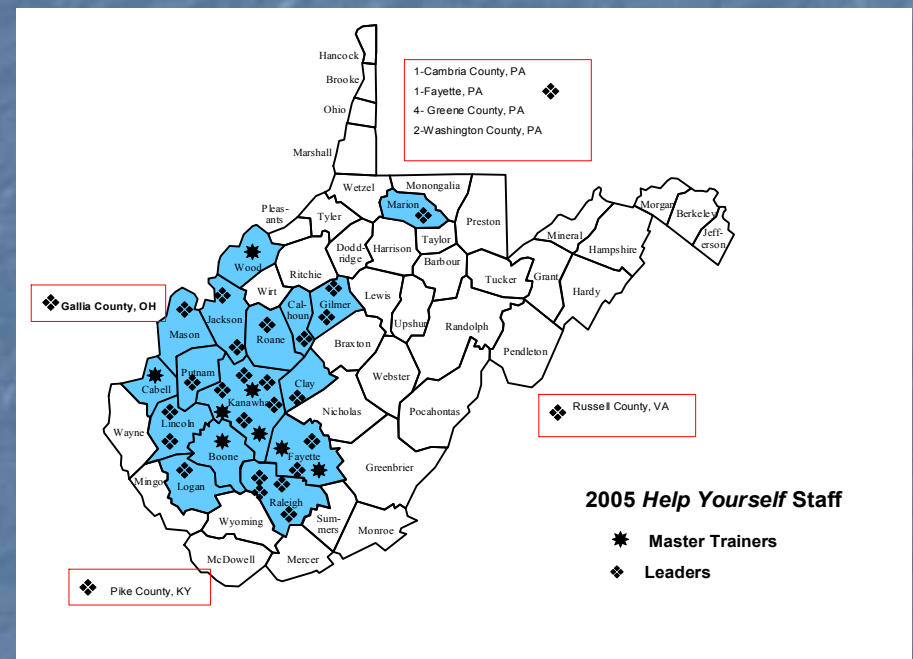 Hancock
Brooke
Ohio
Marshall
1-Cambria County, PA
1-Fayette, PA
4- Greene County, PA
2-Washington County, PA
Wetzel
Monongalia
Marion
Pleas-
ants
Tyler
Preston
Taylor
Dodd-
ridge
Harrison
Barbour
Mineral
Morgan
Berkeley
Jeff-
erson
Hampshire
Wood
Ritchie
Wirt
Tucker
Grant
Hardy
Gallia County, OH
Jackson
Cal-
houn
Gilmer
Lewis
Mason
Roane
Upshur
Randolph
Braxton
Pendleton
Putnam
Cabell
Clay
Kanawha
Webster
Nicholas
Pocahontas
Russell County, VA
Wayne
Lincoln
Boone
Fayette
Greenbrier
Mingo
Logan
Raleigh
Wyoming
Sum-
mers
Monroe
McDowell
Mercer
2005 Help Yourself Staff
Master Trainers
Leaders
Pike County, KY